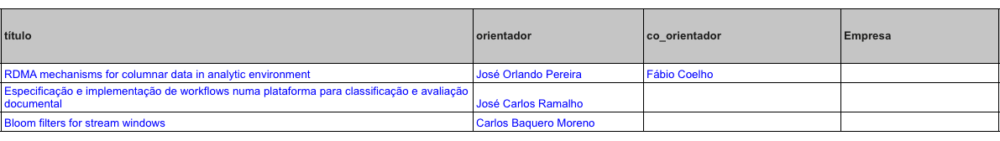 título orientador co_orientador Empresa
RDMA mechanisms for columnar data in analytic environment José Orlando Pereira Fábio Coelho
Especificação e implementação de workflows numa plataforma para classificação e avaliação
documental José Carlos Ramalho
Bloom filters for stream windows Carlos Baquero Moreno